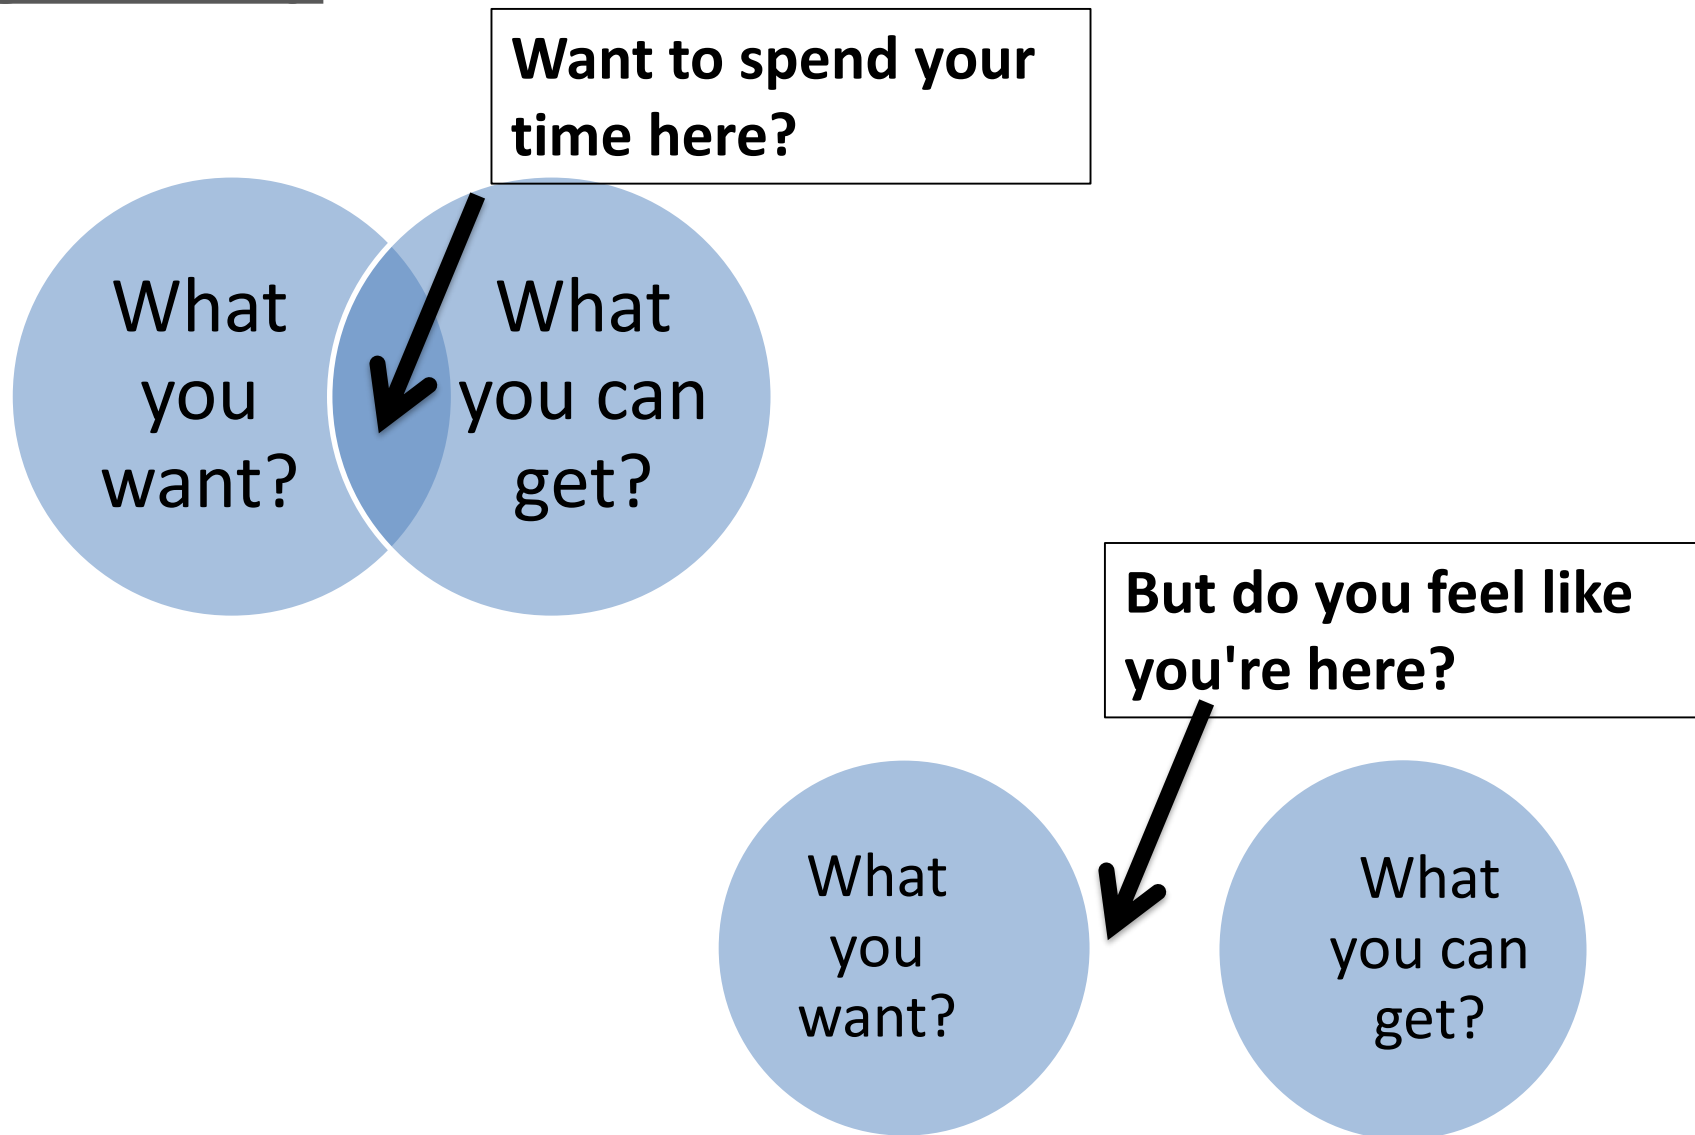 Want to spend your
time here?
What
you
want?
What
you can
get?
But do you feel like
you're here?
What
you
want?
What
you can
get?